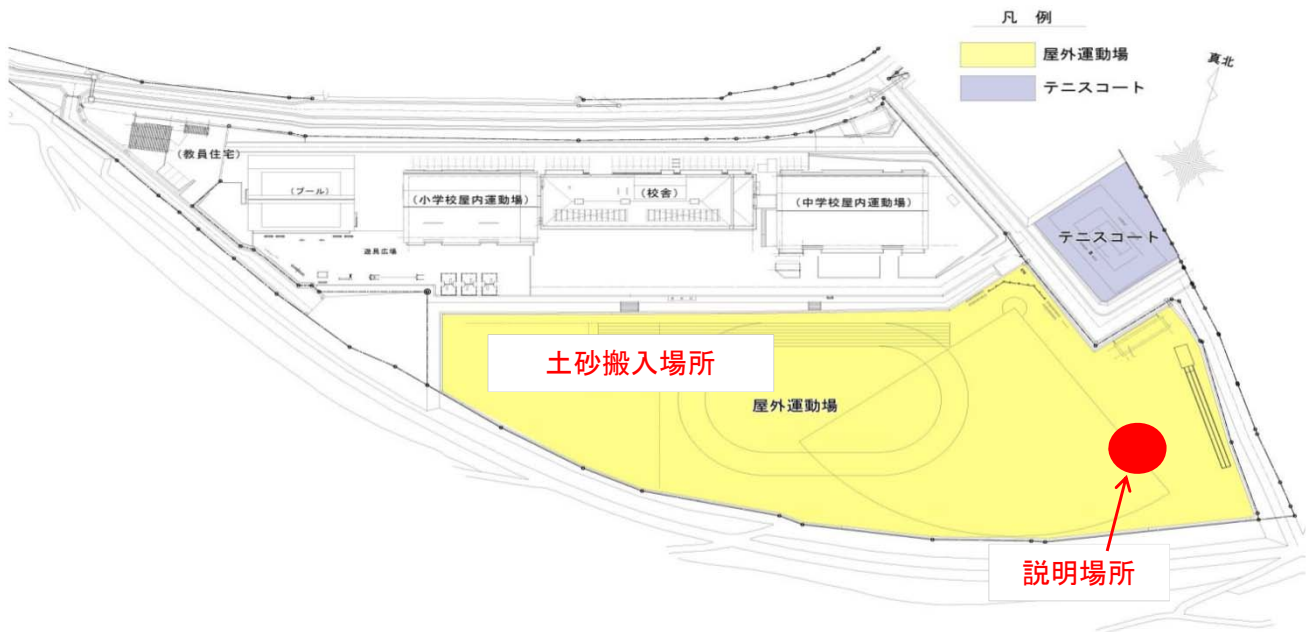 凡 例
屋外運動場
テニスコート
真北
(教員住宅)
(プール)
(小学校屋内運動場)
(校舎)
(中学校屋内運動場)
テニスコート
遊具広場
土砂搬入場所
屋外運動場
説明場所